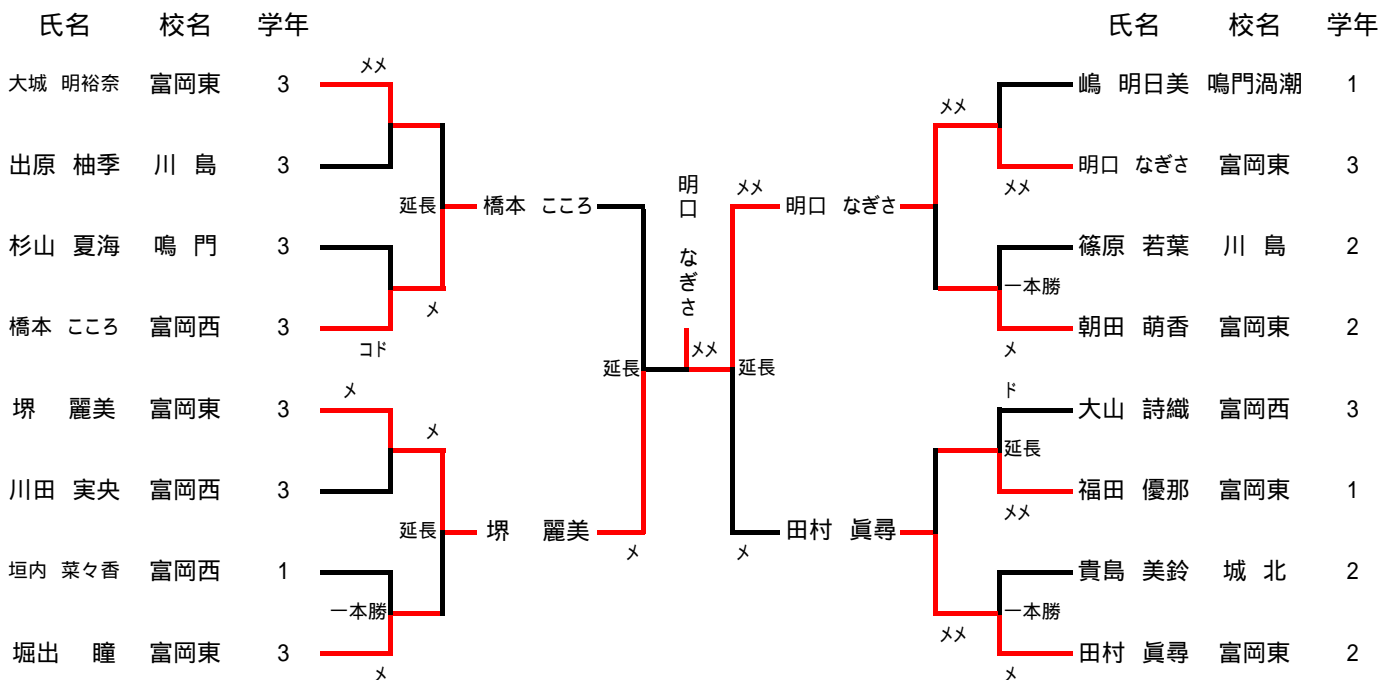 氏名 校名 学年 氏名 校名 学年
メメ
大城 明裕奈 富岡東 3 嶋 明日美 鳴門渦潮 1
メメ
出原 柚季 川 島 3 明口 なぎさ 富岡東 3
メメ
延長 橋本 こころ 明口 なぎさ メメ 明口 なぎさ
杉山 夏海 鳴 門 3 篠原 若葉 川 島 2
一本勝
メ
橋本 こころ 富岡西 3 朝田 萌香 富岡東 2
コド メメ メ
延長 延長
メ ド
堺 麗美 富岡東 3 大山 詩織 富岡西 3
メ
延長
川田 実央 富岡西 3 福田 優那 富岡東 1
メメ
延長 堺 麗美 田村 眞尋
メ メ
垣内 菜々香 富岡西 1 貴島 美鈴 城 北 2
一本勝 一本勝
メメ
堀出 瞳 富岡東 3 田村 眞尋 富岡東 2
メ メ